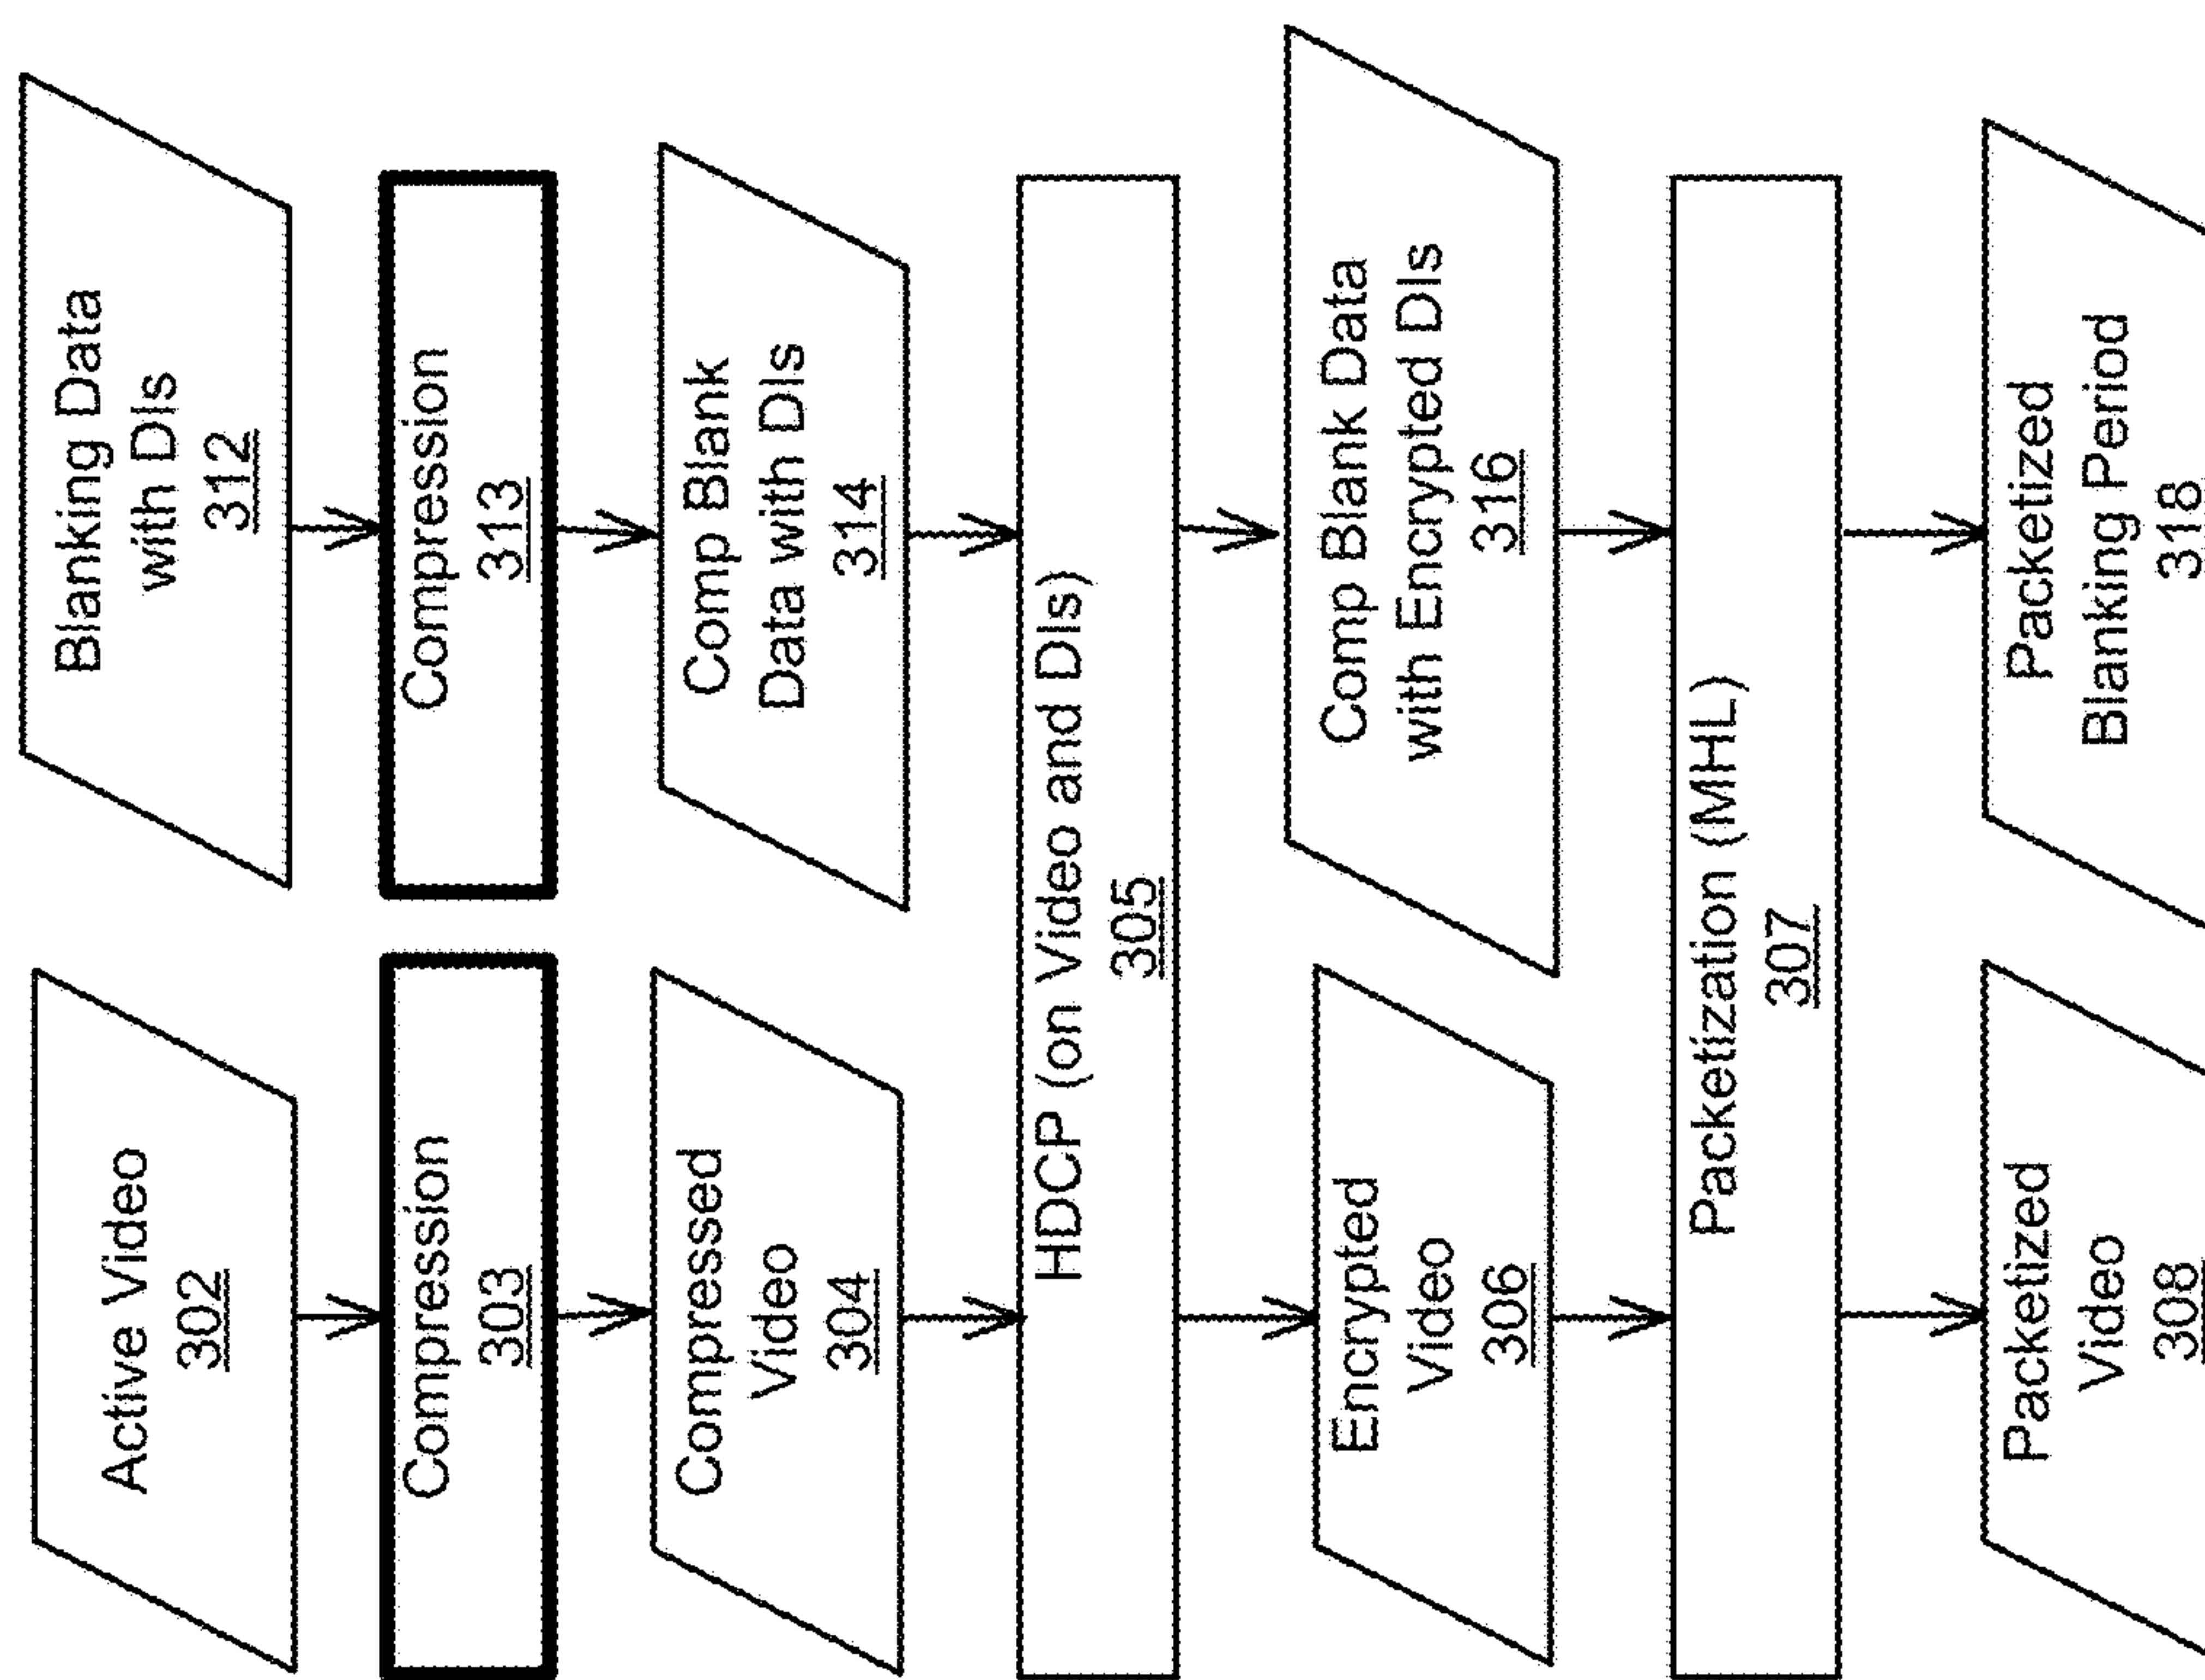 Active Video
302
Compression
303
Compressed
Video
304
HDCP (on Video and DIs)
305
Encrypted
Video
306
Packetization (MHL)
307
Packetized
Video
308
Blanking Data
with DIs
312
Compression
313
Comp Blank
Data with DIs
314
Comp Blank Data
with Encrypted DIs
316
Packetized
Blanking Period
318